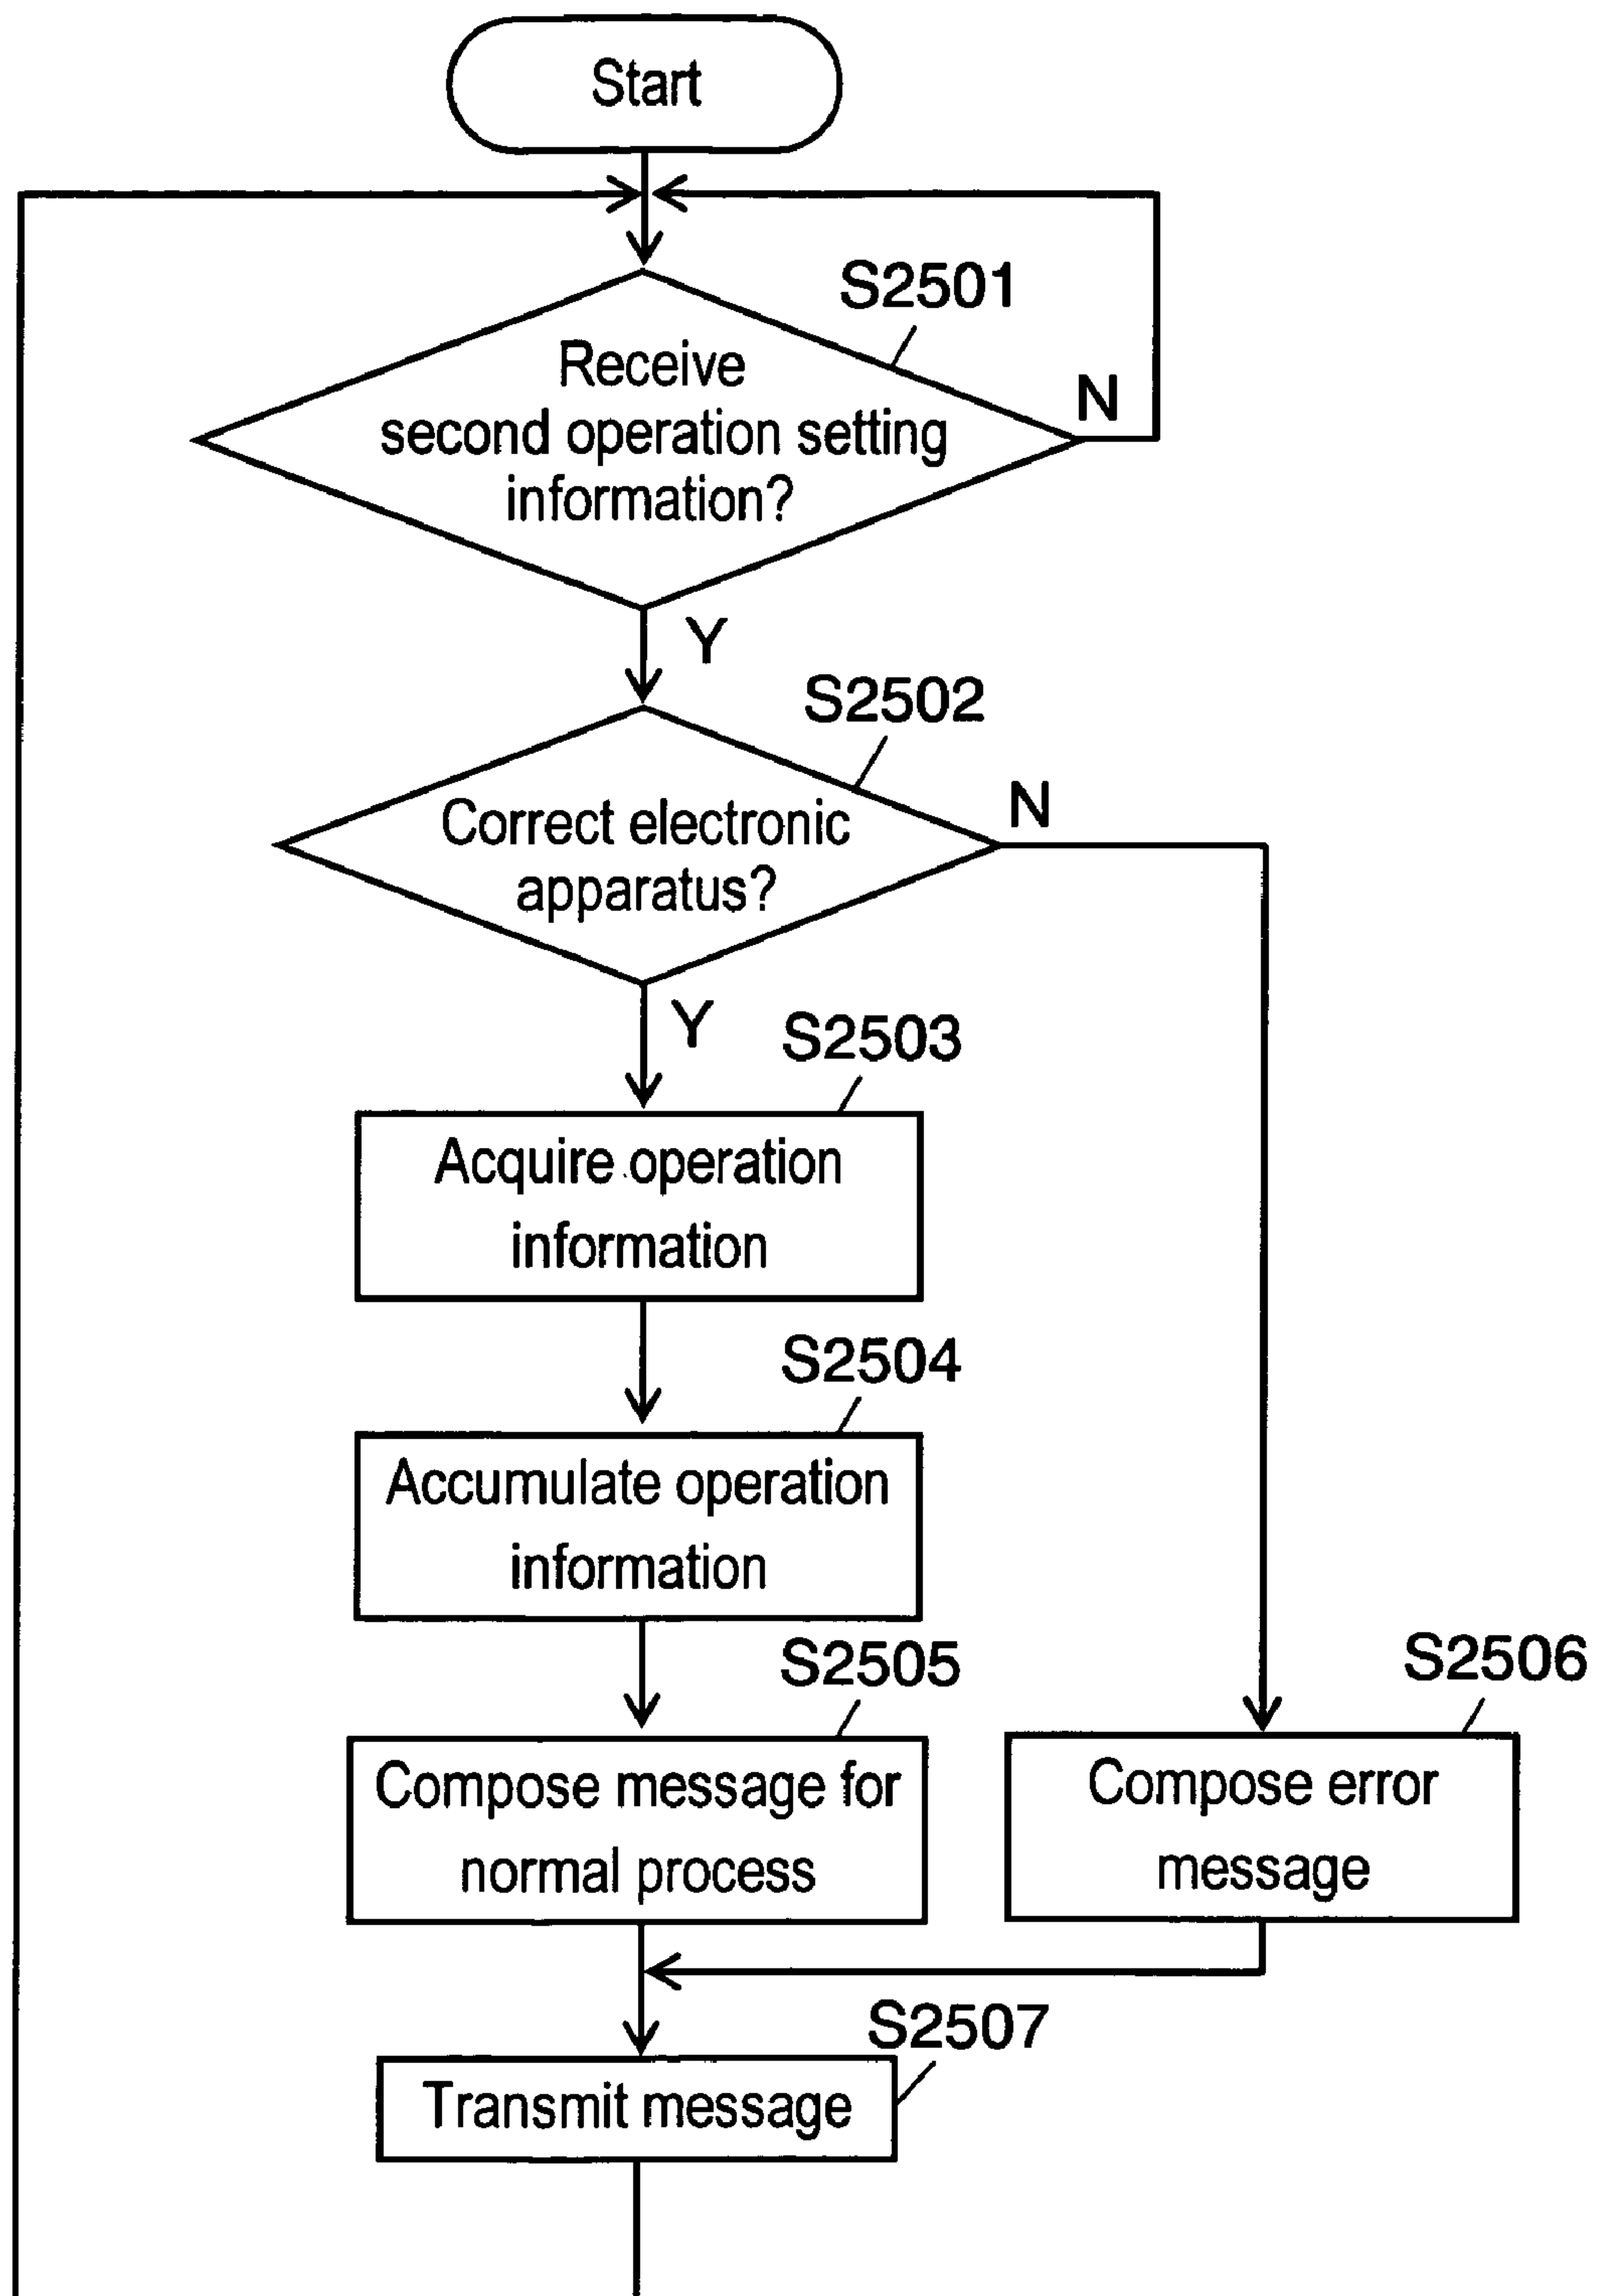 Start
S2501
Receive
second operation setting
information?
N
Y
S2502
Correct electronic
apparatus?
N
Y
S2503
Acquire operation
information
S2504
Accumulate operation
information
S2505
Compose message for
normal process
S2506
Compose error
message
S2507
Transmit message